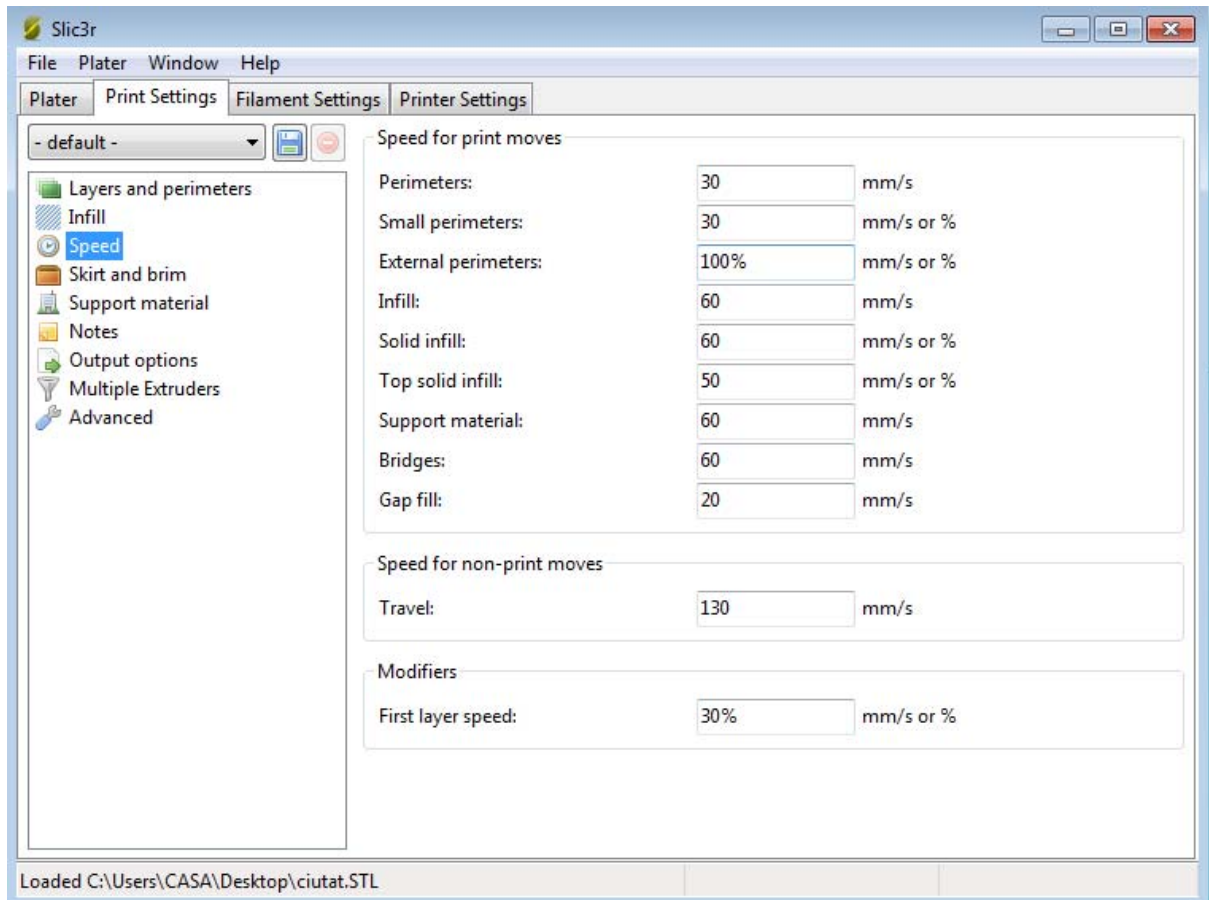 Slic3r
File Plater Window Help
Plater Print Settings Filament Settings Printer Settings
- default -
Layers and perimeters
Infill
Speed
Skirt and brim
Support material
Notes
Output options
Multiple Extruders
Advanced
Speed for print moves
Perimeters: 30 mm/s
Small perimeters: 30 mm/s or %
External perimeters: 100% mm/s or %
Infill: 60 mm/s
Solid infill: 60 mm/s or %
Top solid infill: 50 mm/s or %
Support material: 60 mm/s
Bridges: 60 mm/s
Gap fill: 20 mm/s
Speed for non-print moves
Travel: 130 mm/s
Modifiers
First layer speed: 30% mm/s or %
Loaded C:\Users\CASA\Desktop\ciutat.STL